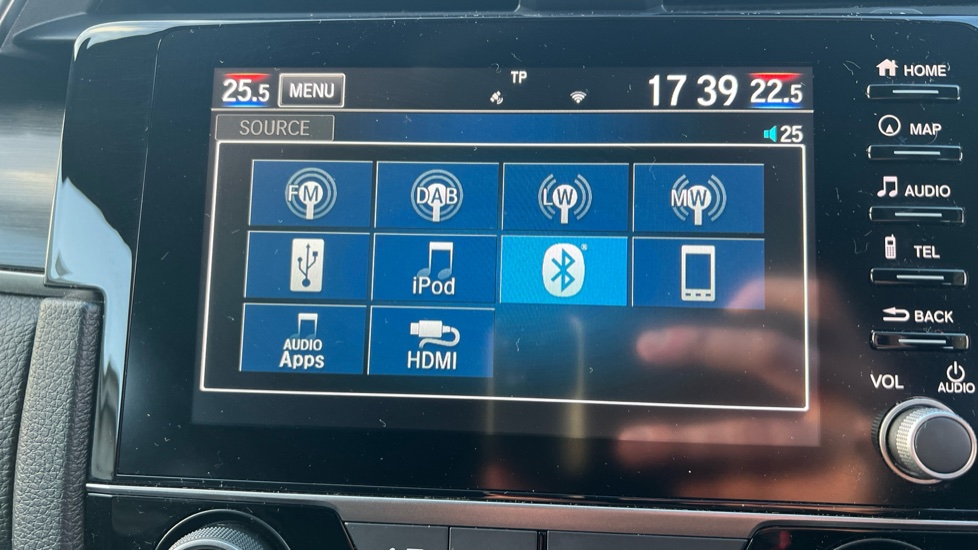 TP
25.5 MENU 17 39 22.5
HOME
SOURCE 25
MAP
FM DAB LW MW
AUDIO
iPod
TEL
AUDIO
Apps HDMI
BACK
VOL AUDIO